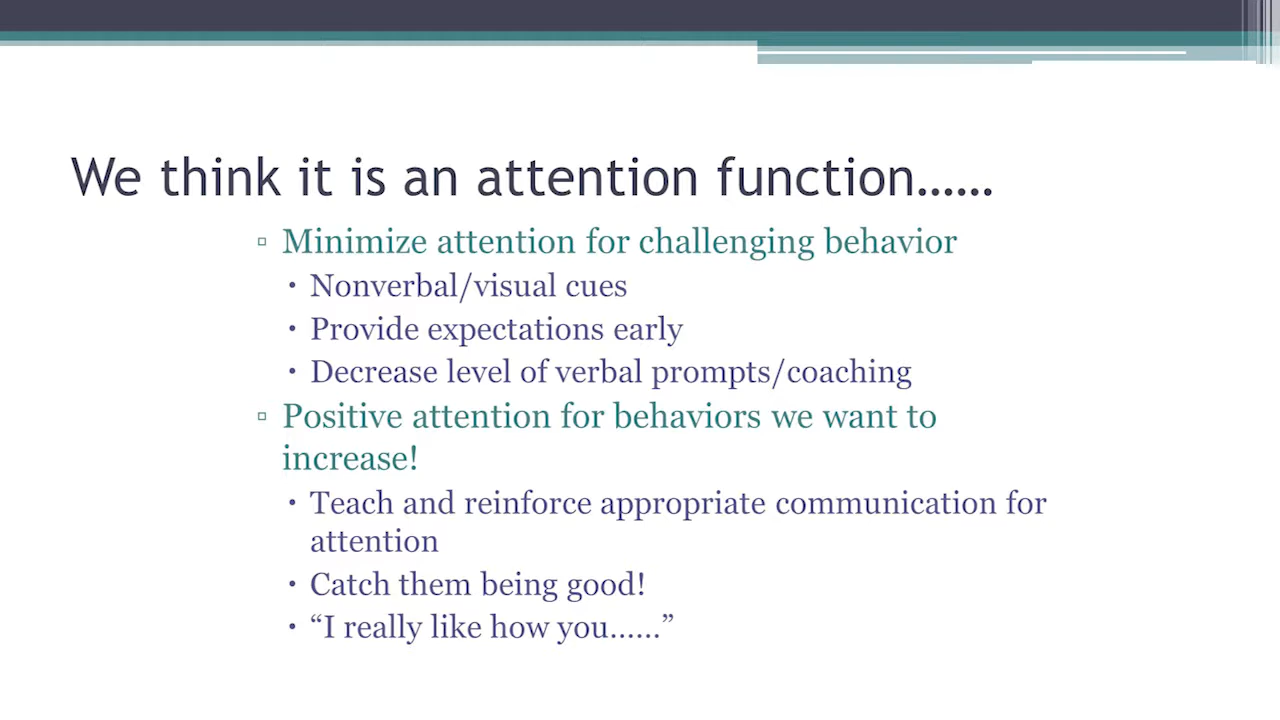 We think it is an attention function......
▫ Minimize attention for challenging behavior
▪ Nonverbal/visual cues
▪ Provide expectations early
▪ Decrease level of verbal prompts/coaching
▫ Positive attention for behaviors we want to
increase!
▪ Teach and reinforce appropriate communication for
attention
▪ Catch them being good!
▪ “I really like how you......”